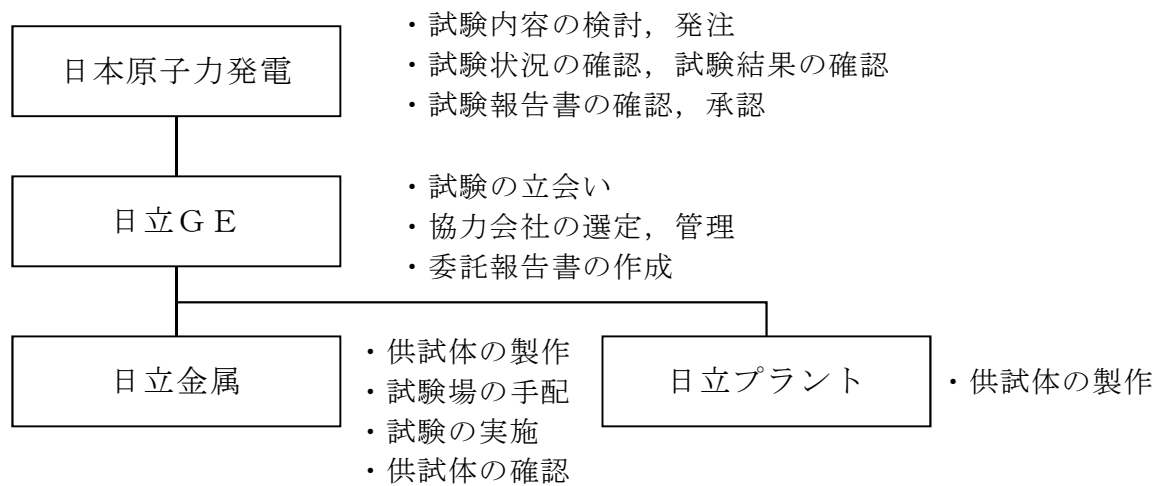 日本原子力発電
・試験内容の検討，発注
・試験状況の確認，試験結果の確認
・試験報告書の確認，承認
日立ＧＥ
・試験の立会い
・協力会社の選定，管理
・委託報告書の作成
日立金属
・供試体の製作
・試験場の手配
・試験の実施
・供試体の確認
日立プラント
・供試体の製作